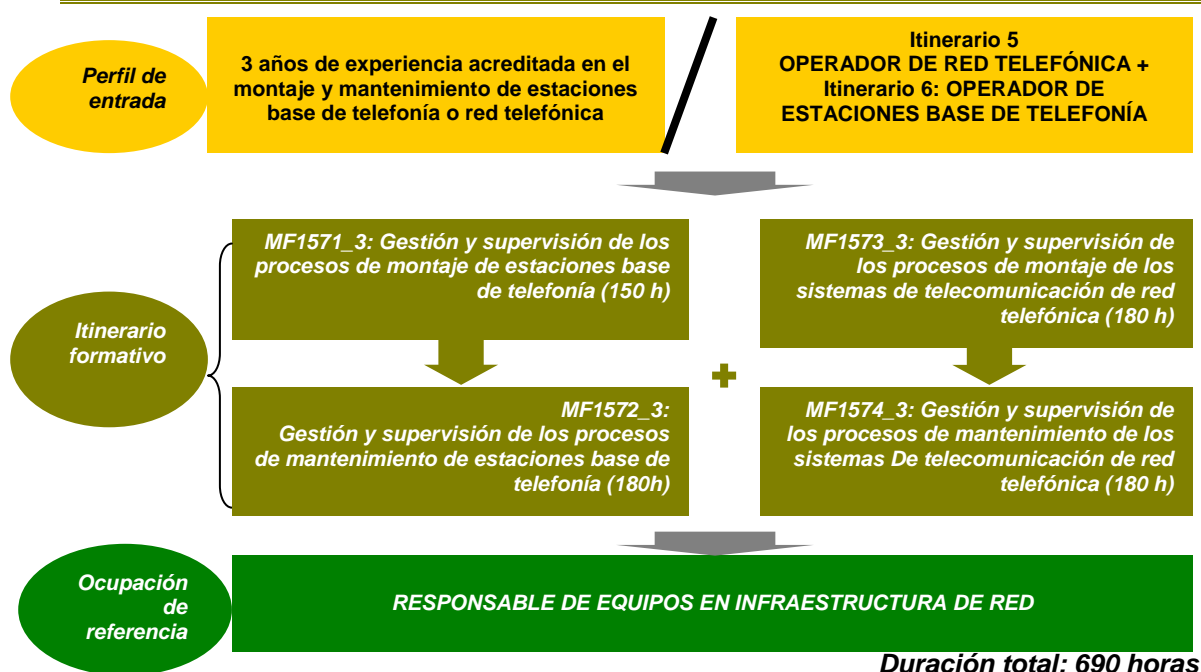 Perfil de
entrada
3 años de experiencia acreditada en el
montaje y mantenimiento de estaciones
base de telefonía o red telefónica
Itinerario 5
OPERADOR DE RED TELEFÓNICA +
Itinerario 6: OPERADOR DE
ESTACIONES BASE DE TELEFONÍA
Itinerario
formativo
MF1571_3: Gestión y supervisión de los
procesos de montaje de estaciones base
de telefonía (150 h)
MF1572_3:
Gestión y supervisión de los procesos
de mantenimiento de estaciones base de
telefonía (180h)
MF1573_3: Gestión y supervisión de
los procesos de montaje de los
sistemas de telecomunicación de red
telefónica (180 h)
MF1574_3: Gestión y supervisión de
los procesos de mantenimiento de los
sistemas De telecomunicación de red
telefónica (180 h)
Ocupación
de
referencia
RESPONSABLE DE EQUIPOS EN INFRAESTRUCTURA DE RED
Duración total: 690 horas